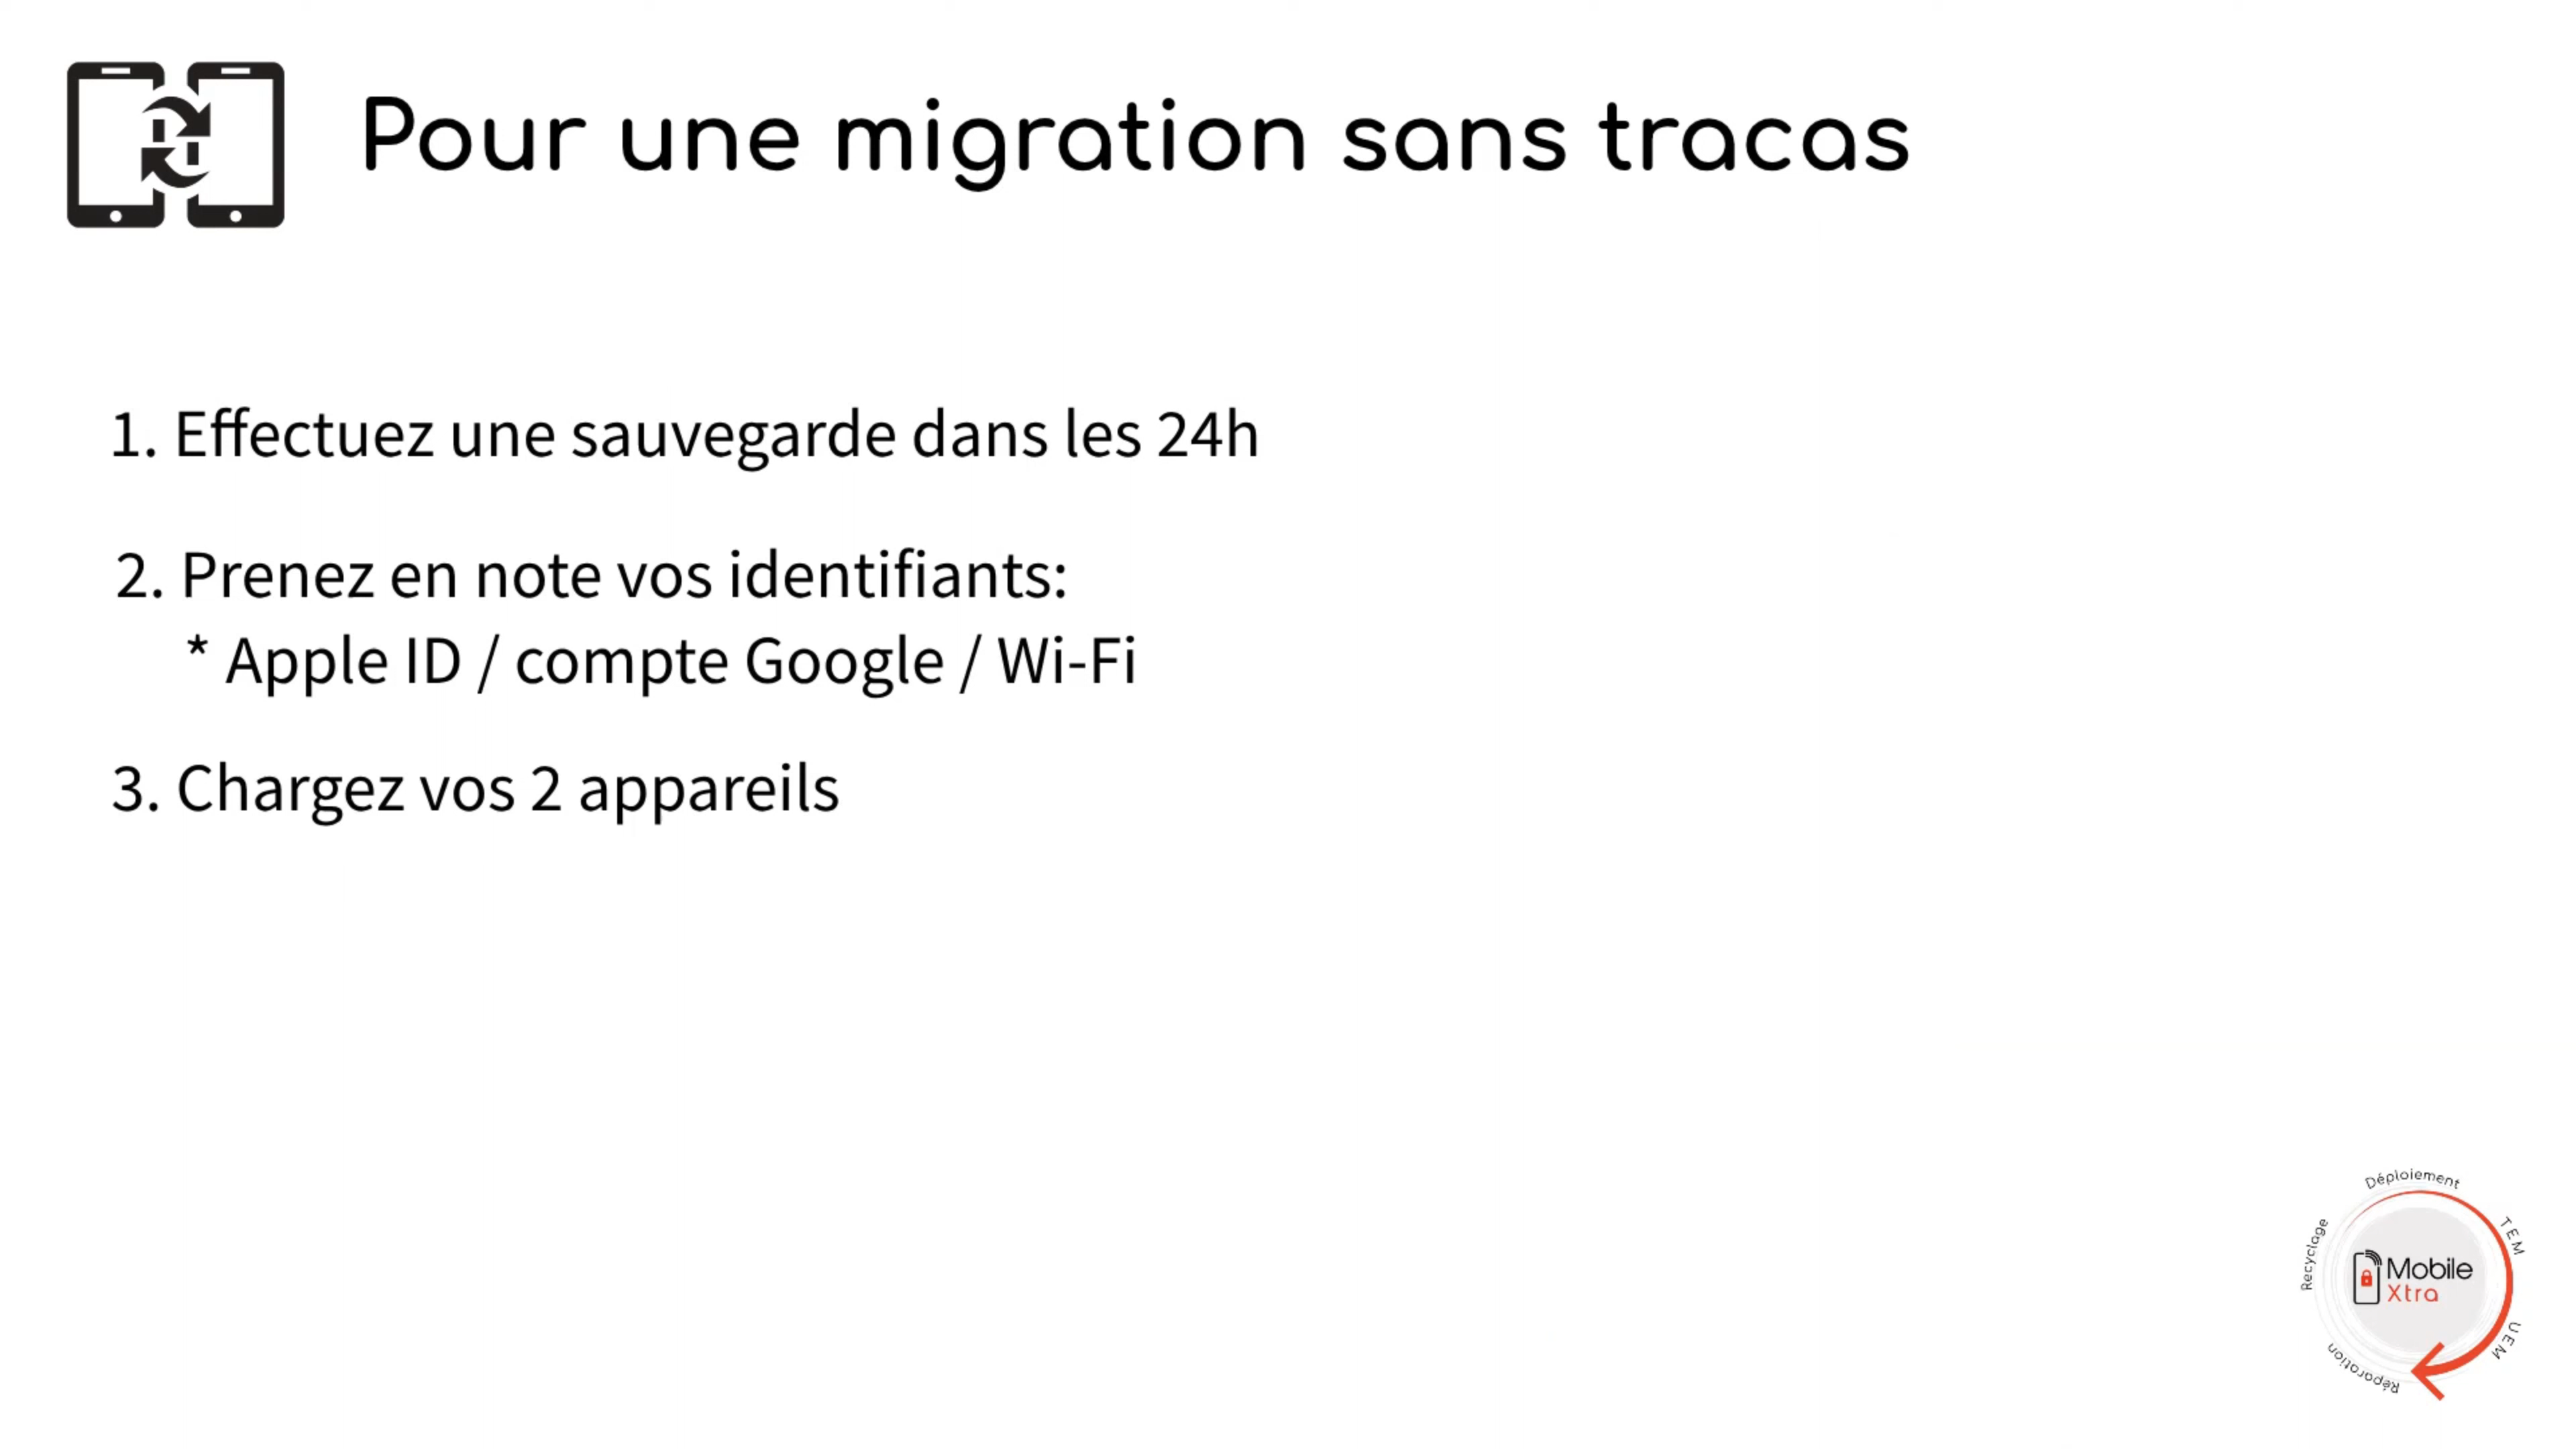 Pour une migration sans tracas
1. Effectuez une sauvegarde dans les 24h
2. Prenez en note vos identifiants:
* Apple ID / compte Google / Wi-Fi
3. Chargez vos 2 appareils
Déploiement
TEM
UEM
Réparation
Recyclage
Mobile
Xtra